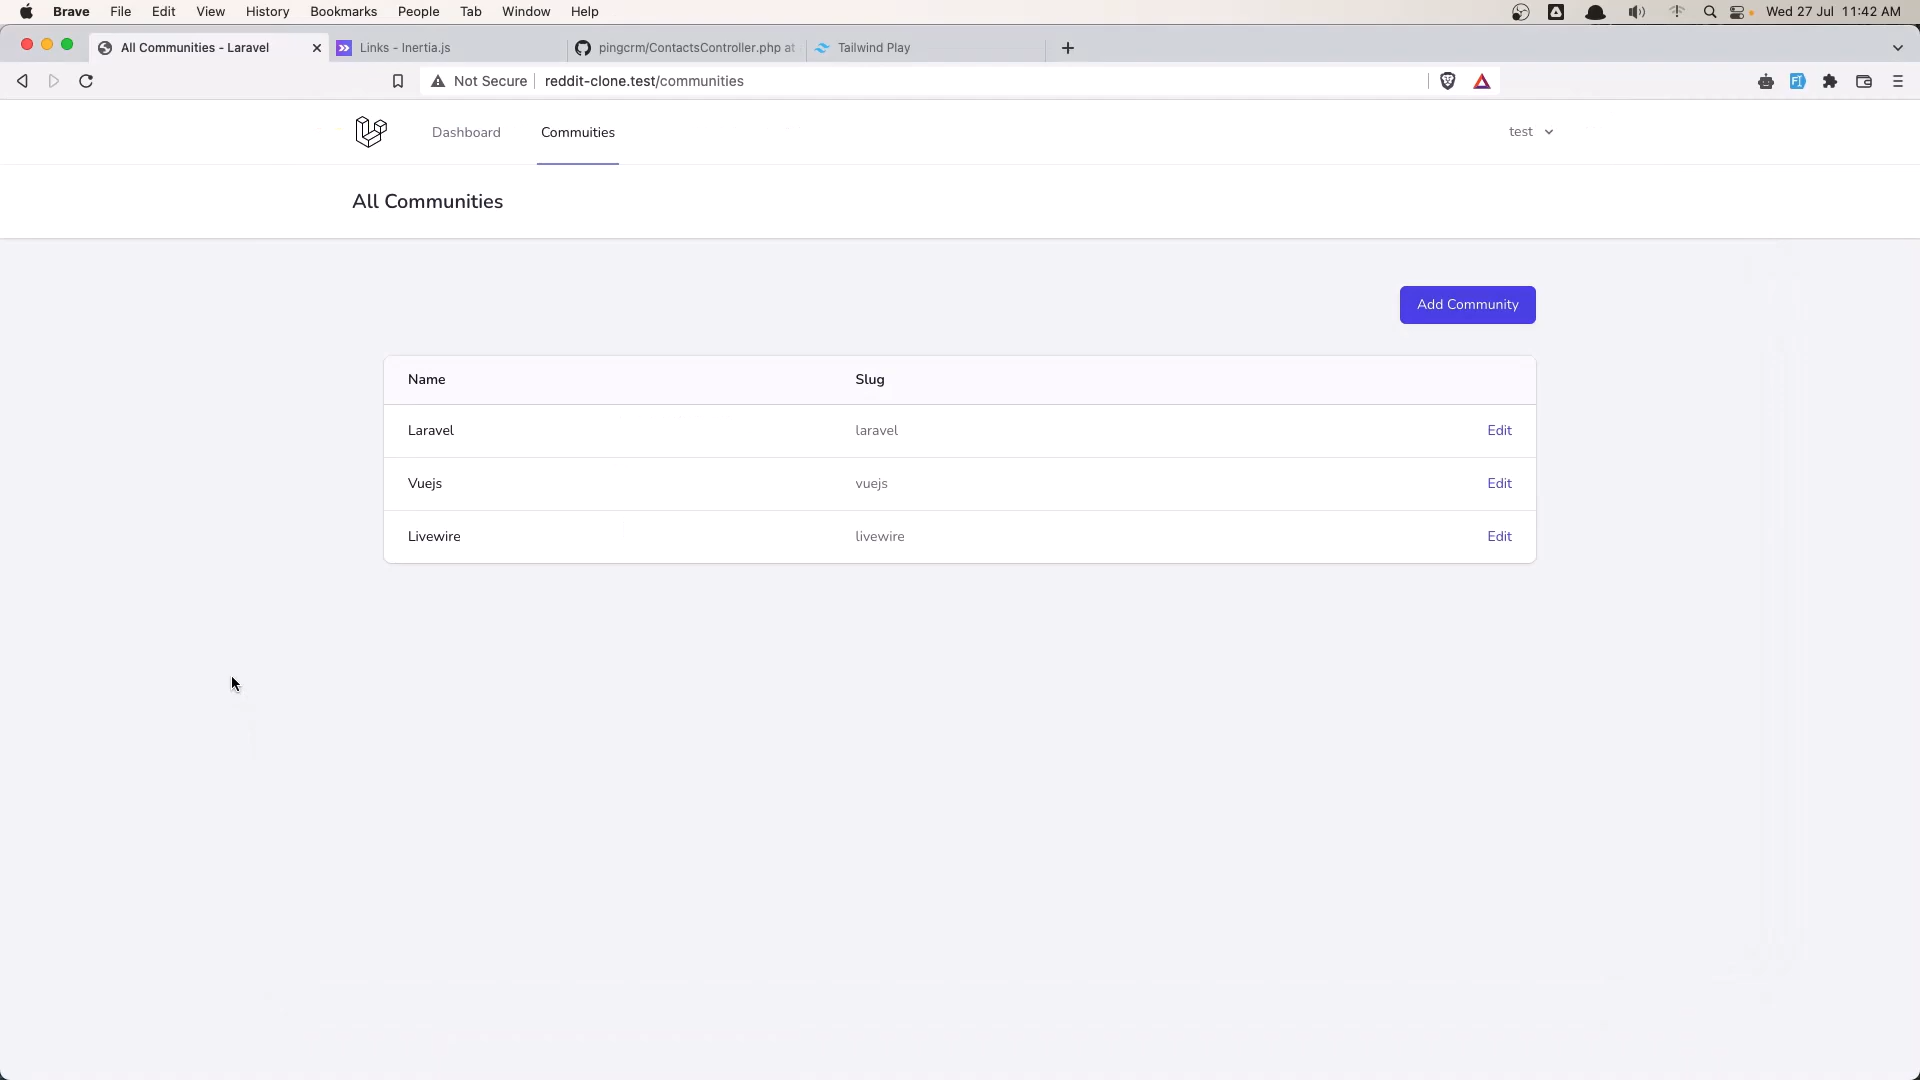 Brave File Edit View History Bookmarks People Tab Window Help Wed 27 Jul 11:42 AM
All Communities - Laravel Links - Inertia.js pingcrm/ContactsController.php at Tailwind Play
Not Secure reddit-clone.test/communities
Dashboard Commuities test
All Communities
Add Community
Name Slug
Laravel laravel Edit
Vuejs vuejs Edit
Livewire livewire Edit